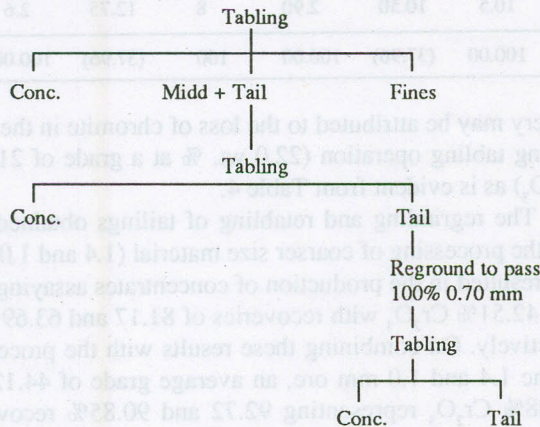 Tabling
Conc. Midd + Tail Fines
Tabling
Conc. Tail
Reground to pass
100% 0.70 mm
Tabling
Conc. Tail